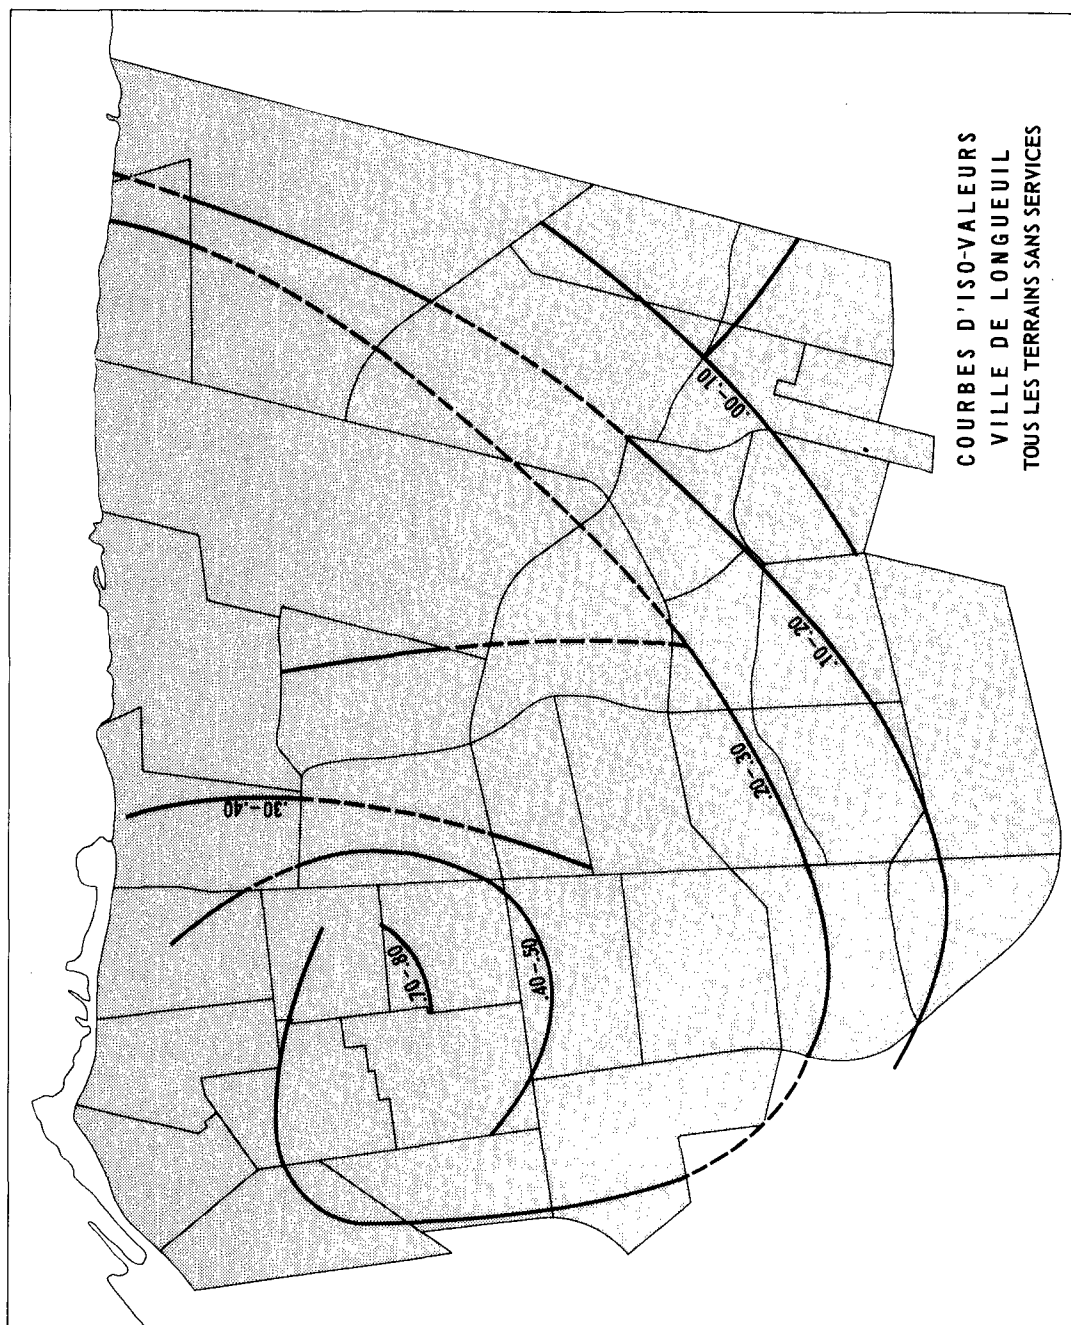 COURBES D'ISO-VALEURS
VILLE DE LONGUEUIL
TOUS LES TERRAINS SANS SERVICES
.00-.10
.10-.20
.20-.30
.30-.40
.40-.50
.70-.80